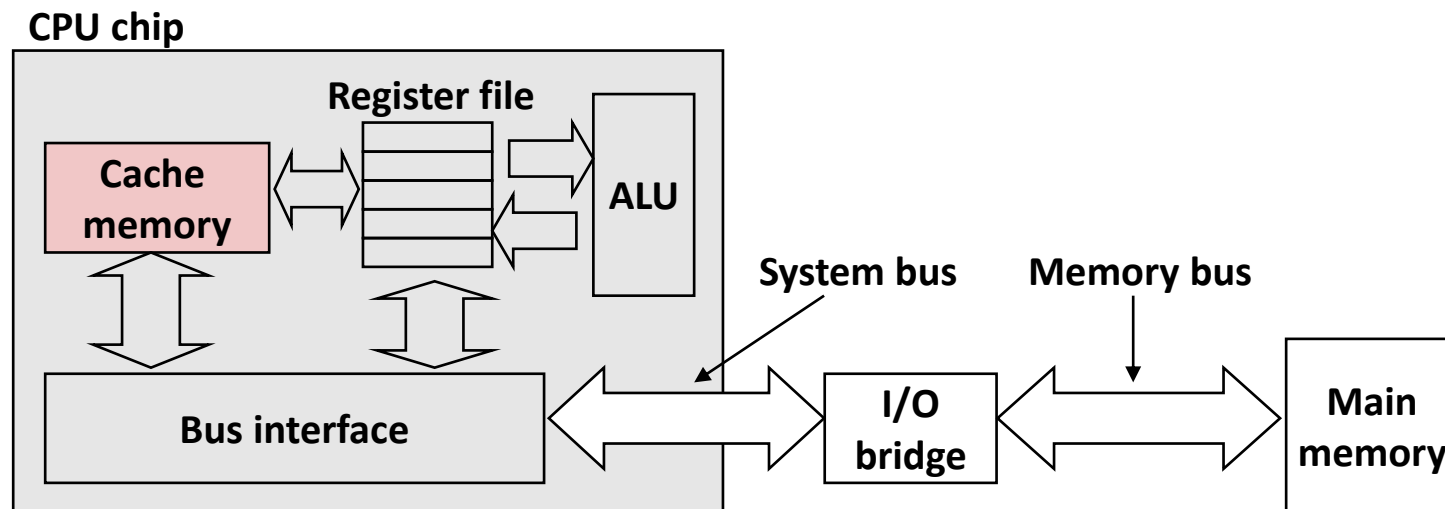 CPU chip
Register file
Cache
memory
ALU
System bus
Memory bus
Bus interface
I/O
bridge
Main
memory